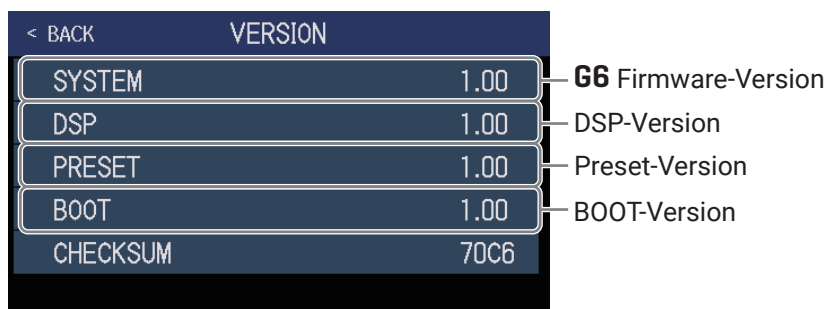 < BACK VERSION
SYSTEM 1.00 G6 Firmware-Version
DSP 1.00 DSP-Version
PRESET 1.00 Preset-Version
BOOT 1.00 BOOT-Version
CHECKSUM 70C6